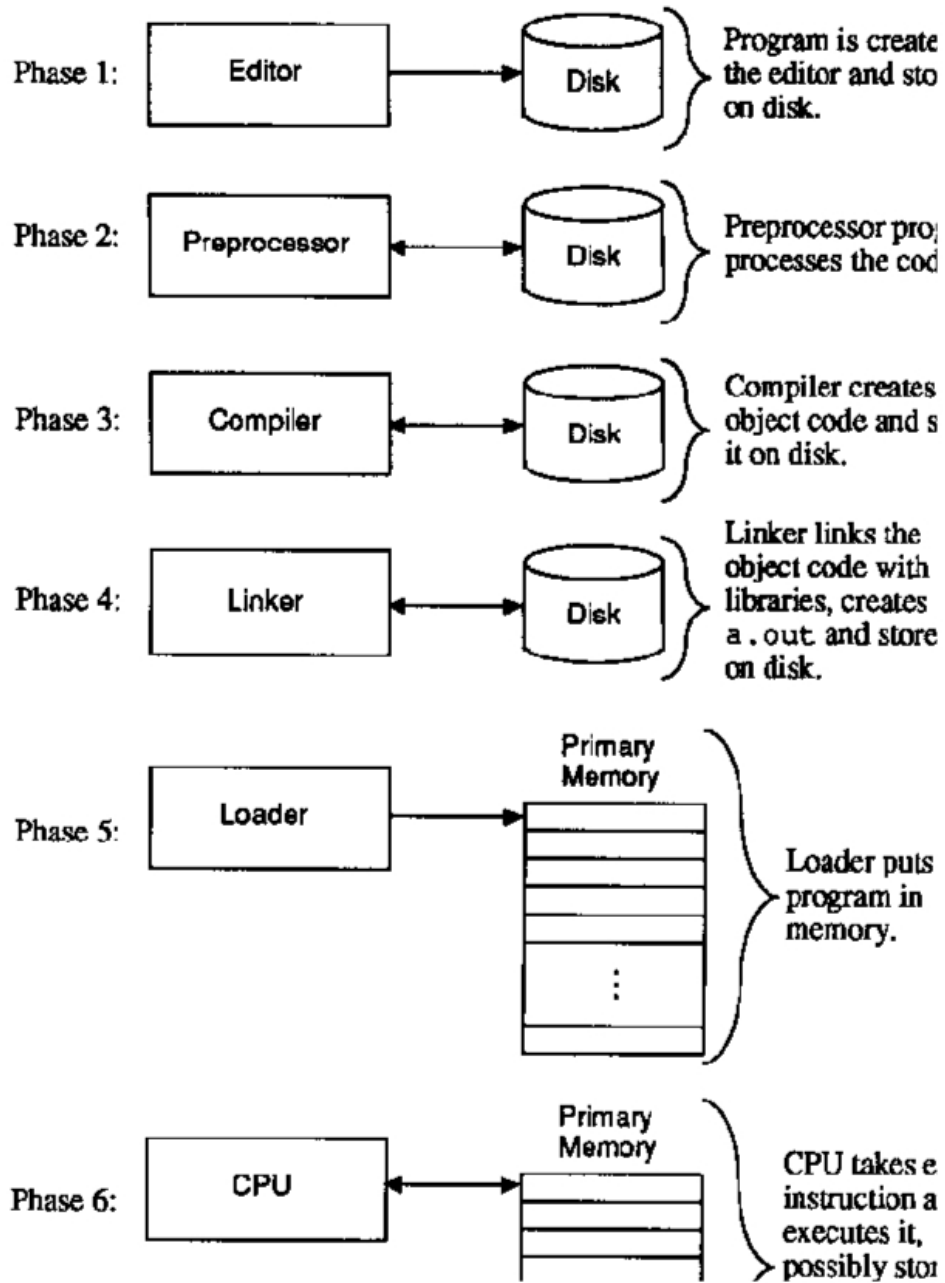 Phase 1:
Editor
Disk
Program is create
the editor and sto
on disk.
Phase 2:
Preprocessor
Disk
Preprocessor prog
processes the cod
Phase 3:
Compiler
Disk
Compiler creates
object code and s
it on disk.
Phase 4:
Linker
Disk
Linker links the
object code with
libraries, creates
a.out and store
on disk.
Phase 5:
Loader
Primary
Memory
Loader puts
program in
memory.
⋮
Phase 6:
CPU
Primary
Memory
CPU takes e
instruction a
executes it,
possibly stor